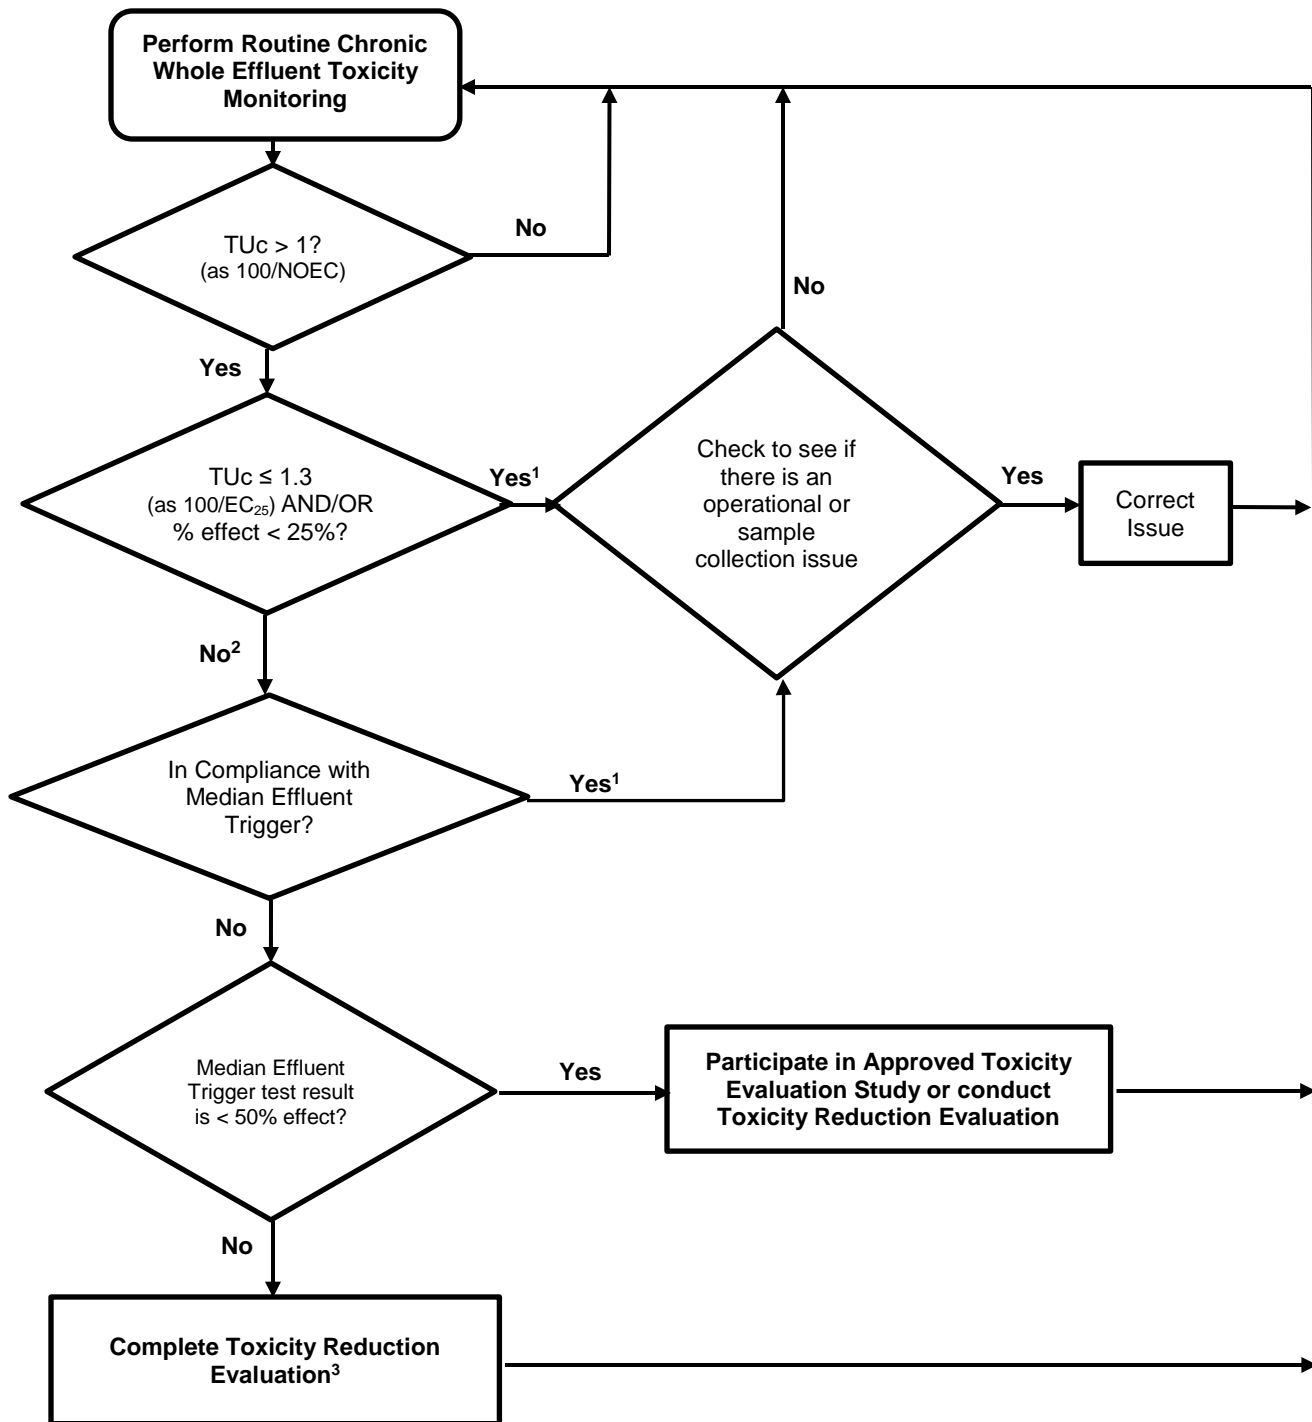 Perform Routine Chronic
Whole Effluent Toxicity
Monitoring
TUc > 1?
(as 100/NOEC)
No
Yes
No
TUc ≤ 1.3
(as 100/EC₂₅) AND/OR
% effect < 25%?
Yes¹
Check to see if
there is an
operational or
sample
collection issue
Yes
Correct
Issue
No²
In Compliance with
Median Effluent
Trigger?
Yes¹
No
Median Effluent
Trigger test result
is < 50% effect?
Yes
Participate in Approved Toxicity
Evaluation Study or conduct
Toxicity Reduction Evaluation
No
Complete Toxicity Reduction
Evaluation³